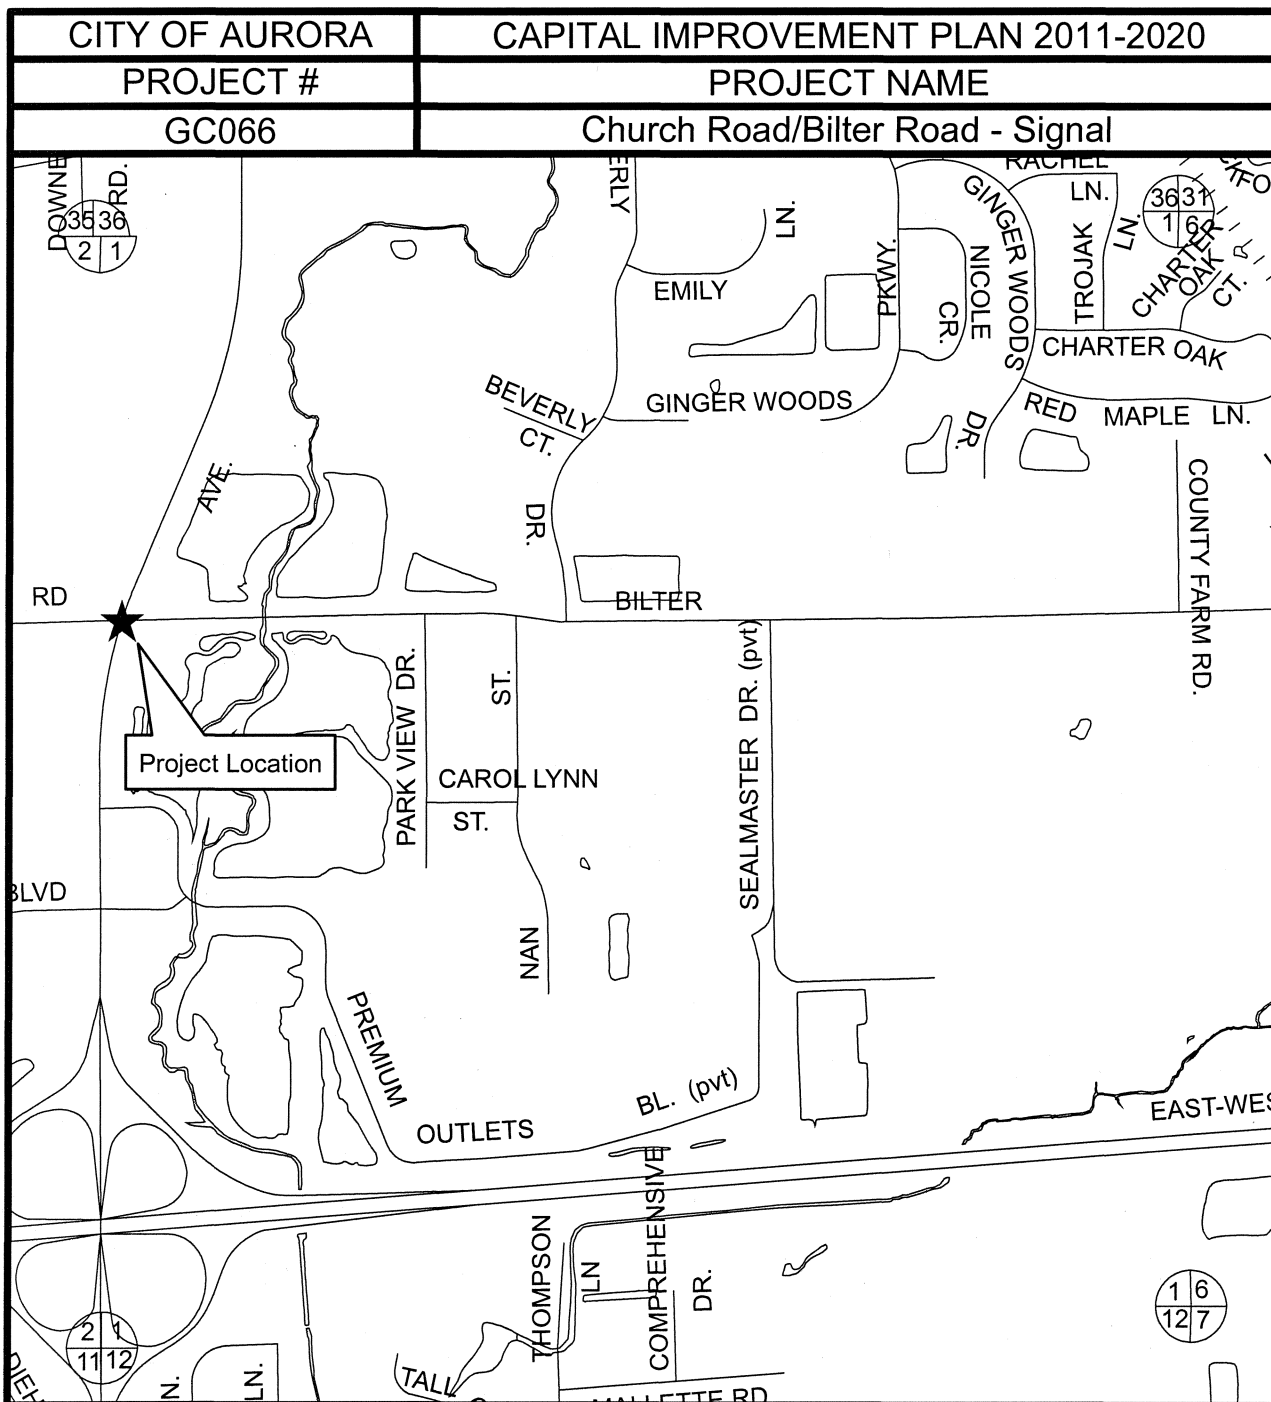 CITY OF AURORA
CAPITAL IMPROVEMENT PLAN 2011-2020
PROJECT #
PROJECT NAME
GC066
Church Road/Bilter Road - Signal
RD.
35 36
2 1
LN.
EMILY
PKWY.
NICOLE
CR.
GINGER WOODS
DR.
RACHEL
LN.
TROJAK
LN.
36 31
1 6
CHARTER
OAK
CT.
CHARTER OAK
RED MAPLE LN.
GINGER WOODS
BEVERLY
CT.
DR.
AVE.
COUNTY FARM RD.
RD
BILTER
PARK VIEW DR.
ST.
SEALMASTER DR. (pvt)
Project Location
CAROL LYNN
ST.
NAN
BLVD
PREMIUM
OUTLETS
BL. (pvt)
EAST-WES
THOMPSON
LN
COMPREHENSIVE
DR.
1 6
12 7
2 1
11 12
N.
LN.
TALL
MALLETTE RD